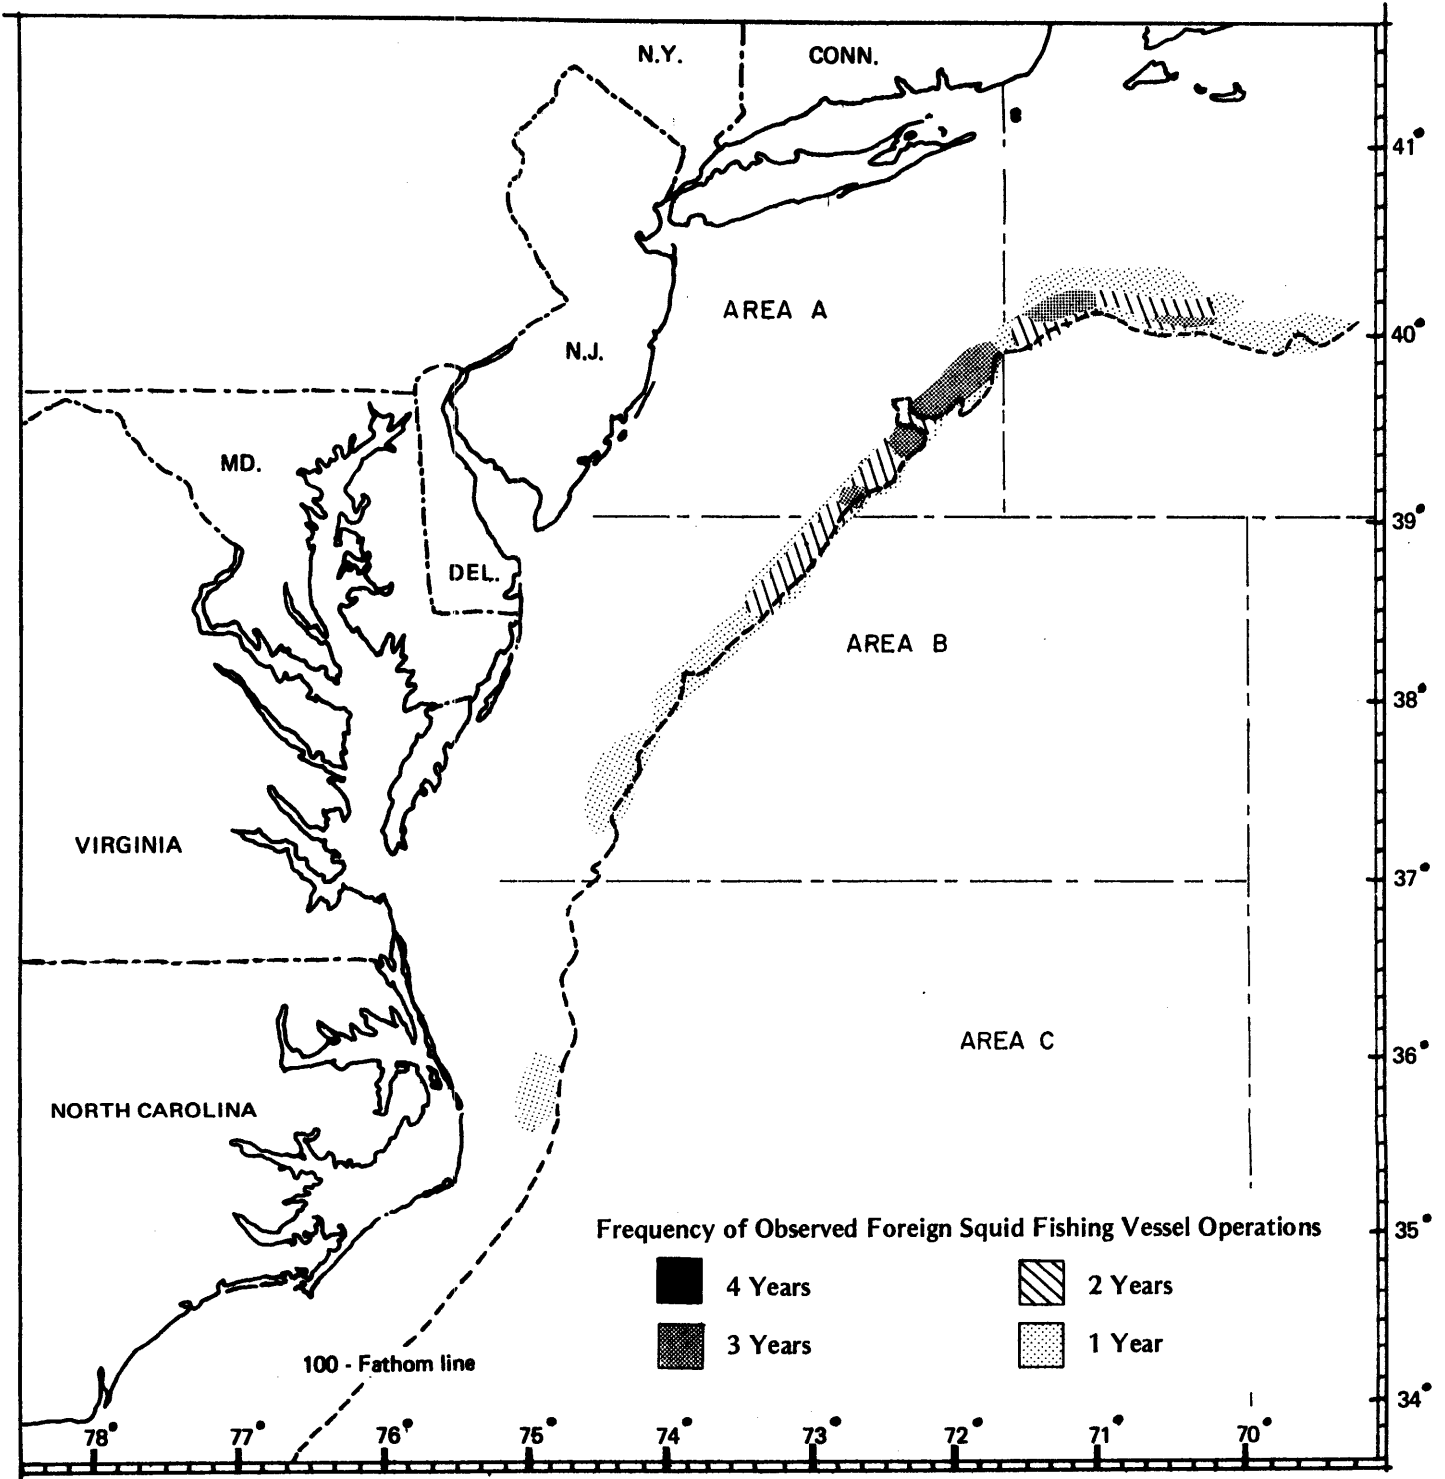 N.Y.
CONN.
41°
AREA A
40°
N.J.
MD.
39°
DEL.
AREA B
38°
VIRGINIA
37°
AREA C
36°
NORTH CAROLINA
35°
Frequency of Observed Foreign Squid Fishing Vessel Operations
4 Years
2 Years
3 Years
1 Year
100 - Fathom line
34°
78° 77° 76° 75° 74° 73° 72° 71° 70°